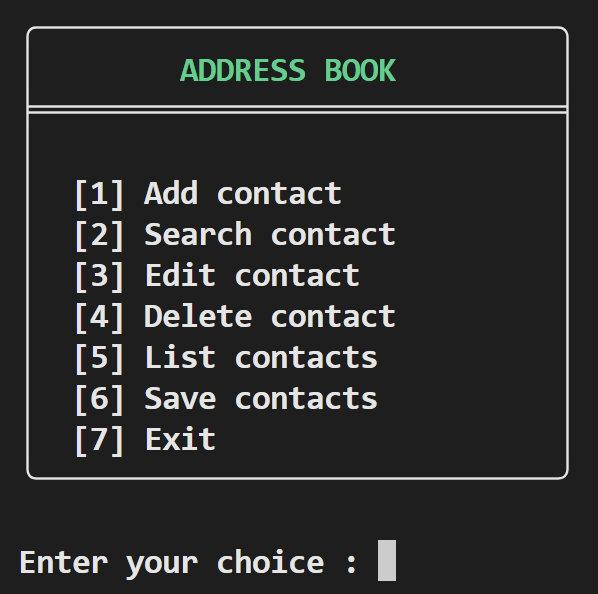 ADDRESS BOOK
[1] Add contact
[2] Search contact
[3] Edit contact
[4] Delete contact
[5] List contacts
[6] Save contacts
[7] Exit
Enter your choice :